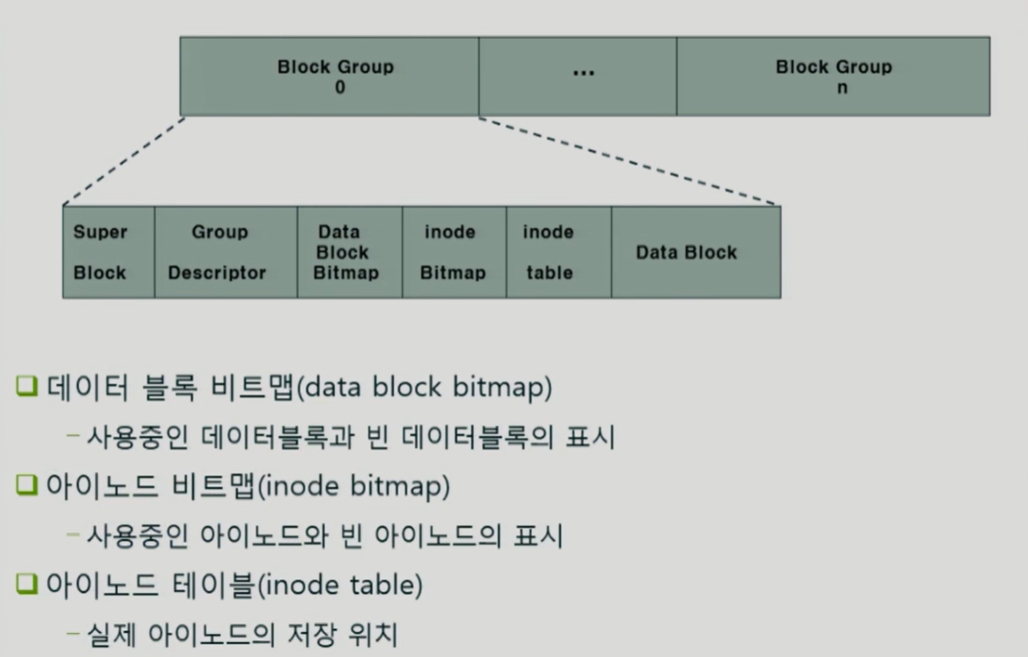 Block Group
0
...
Block Group
n
Super
Block
Group
Descriptor
Data
Block
Bitmap
inode
Bitmap
inode
table
Data Block
❏ 데이터 블록 비트맵(data block bitmap)
– 사용중인 데이터블록과 빈 데이터블록의 표시
❏ 아이노드 비트맵(inode bitmap)
– 사용중인 아이노드와 빈 아이노드의 표시
❏ 아이노드 테이블(inode table)
– 실제 아이노드의 저장 위치